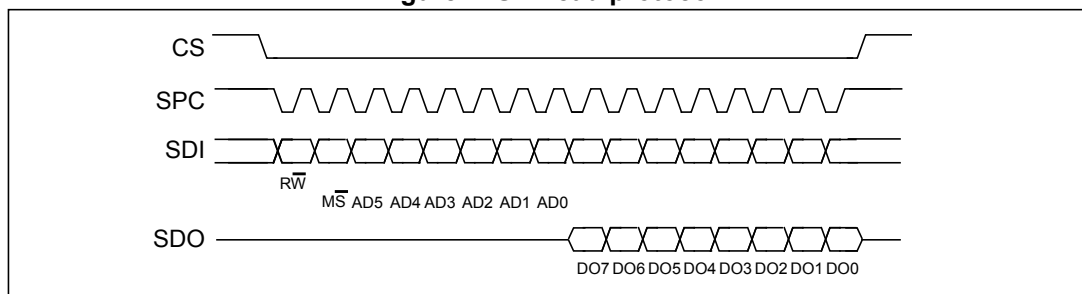 CS
SPC
SDI
RW̅
MS̅ AD5 AD4 AD3 AD2 AD1 AD0
SDO
DO7 DO6 DO5 DO4 DO3 DO2 DO1 DO0